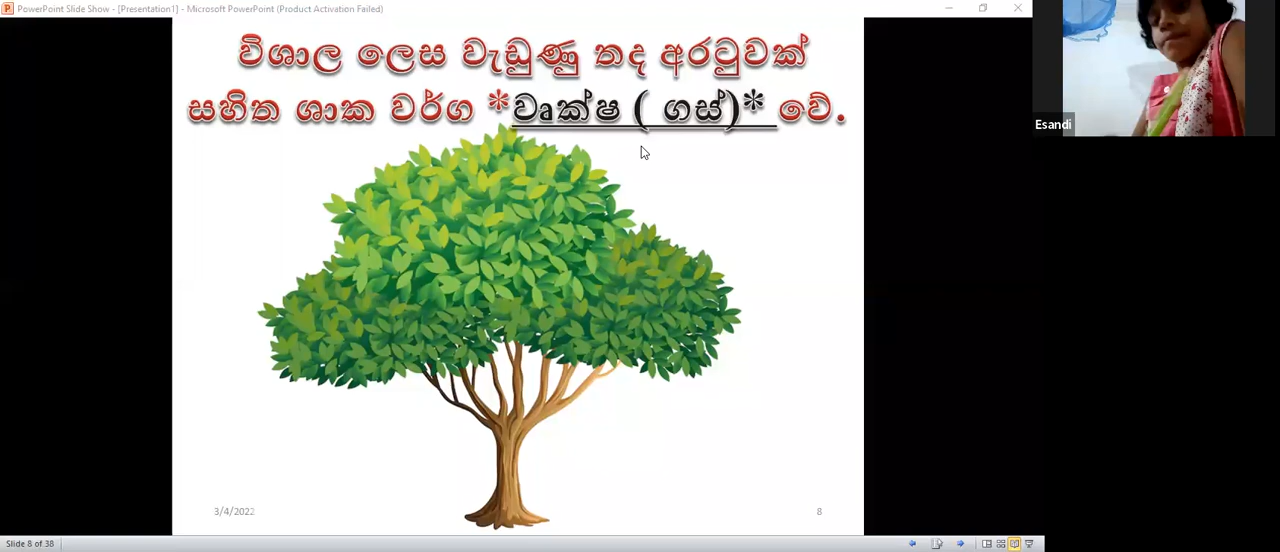 PowerPoint Slide Show - [Presentation1] - Microsoft PowerPoint (Product Activation Failed)
විශාල ලෙස වැඩුණු තද අරටුවක්
සහිත ශාක වර්ග *වෘක්ෂ ( ගස්)* වේ.
Esandi
3/4/2022
8
Slide 8 of 38